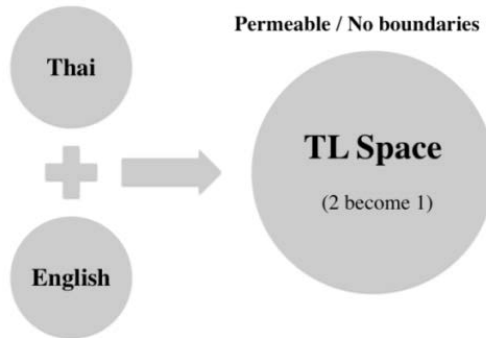 Permeable / No boundaries
Thai
English
TL Space
(2 become 1)